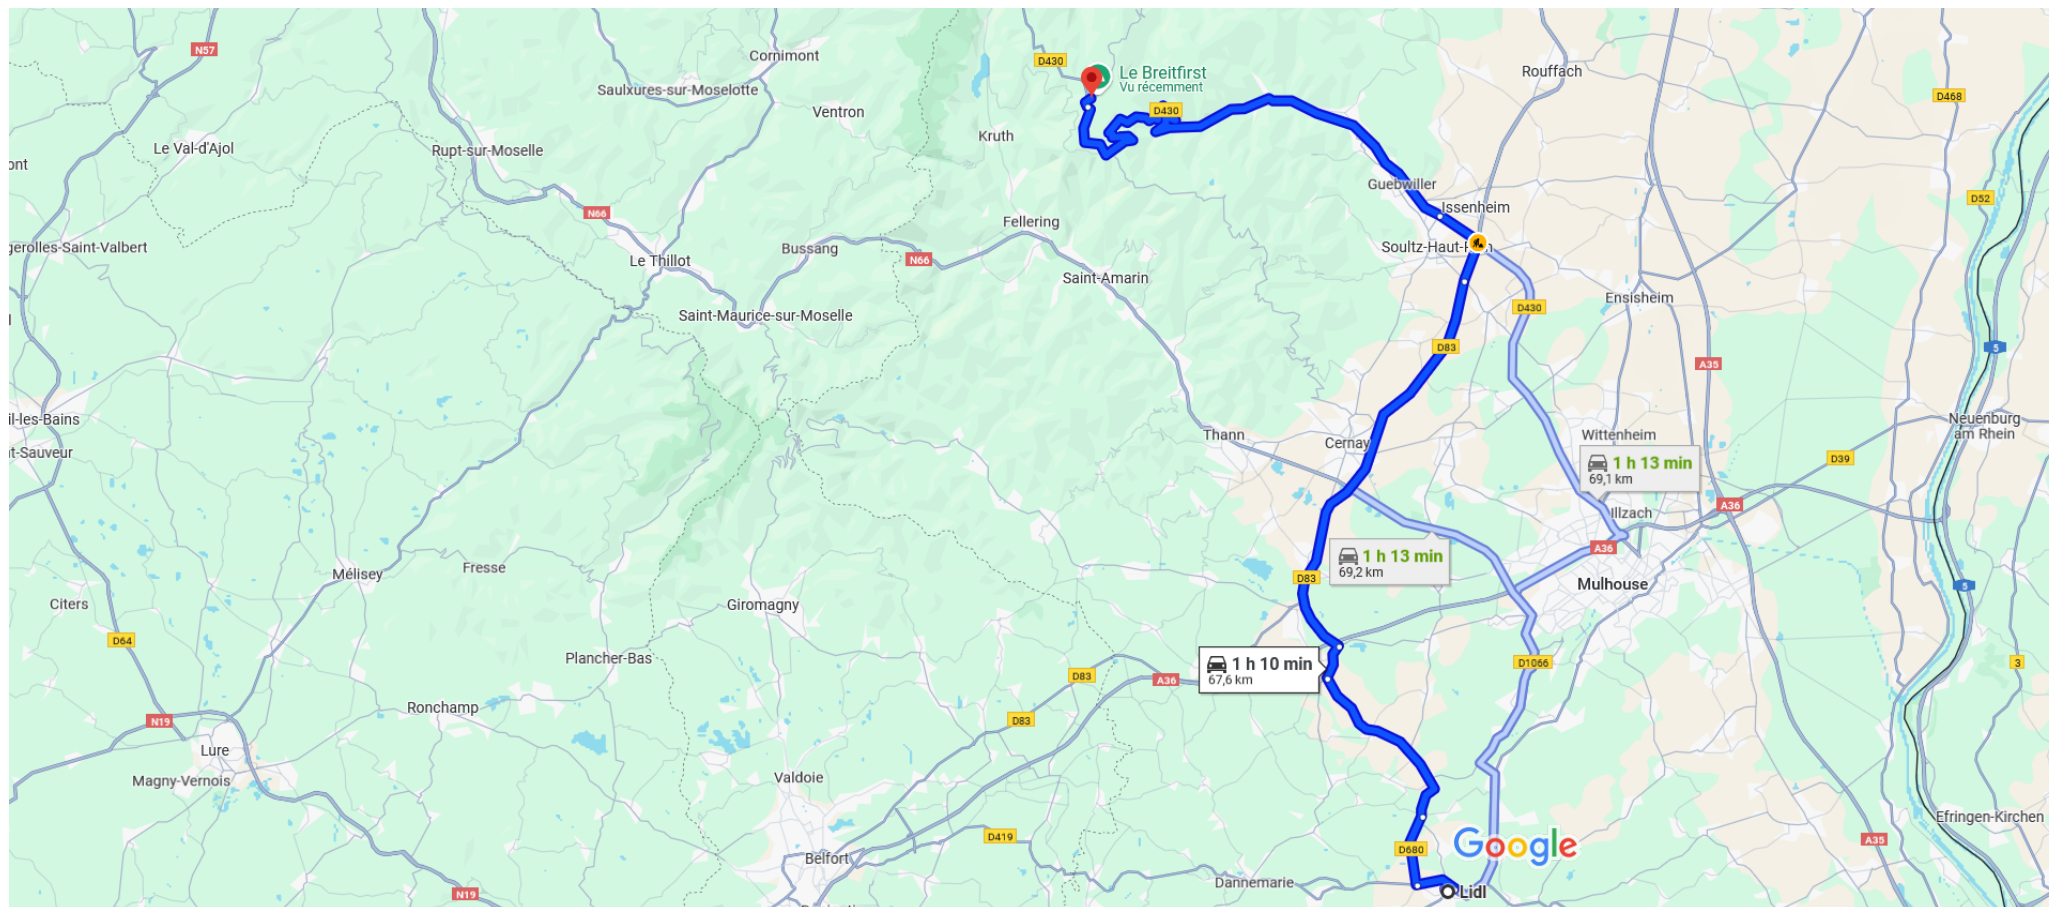 N57
Cornimont
D430
Le Breitfirst
Vu récemment
Rouffach
Saulxures-sur-Moselotte
D468
Ventron
D430
Kruth
Le Val-d'Ajol
Rupt-sur-Moselle
ont
Guebwiller
D52
N66
Issenheim
Fellering
gerolles-Saint-Valbert
Bussang
Soultz-Haut-R
n
Le Thillot
N66
Saint-Amarin
Ensisheim
D430
Saint-Maurice-sur-Moselle
D83
5
A35
il-les-Bains
Neuenburg
am Rhein
Thann
Cernay
Wittenheim
t-Sauveur
D39
1 h 13 min
69,1 km
A36
Illzach
A36
1 h 13 min
69,2 km
Mélisey
Fresse
D83
Mulhouse
5
Citers
Giromagny
D64
Plancher-Bas
1 h 10 min
67,6 km
D1066
3
D83
A36
Ronchamp
N19
D83
Lure
Magny-Vernois
Valdoie
Efringen-Kirchen
D419
A35
D680
Google
Belfort
Dannemarie
Lidl
N19